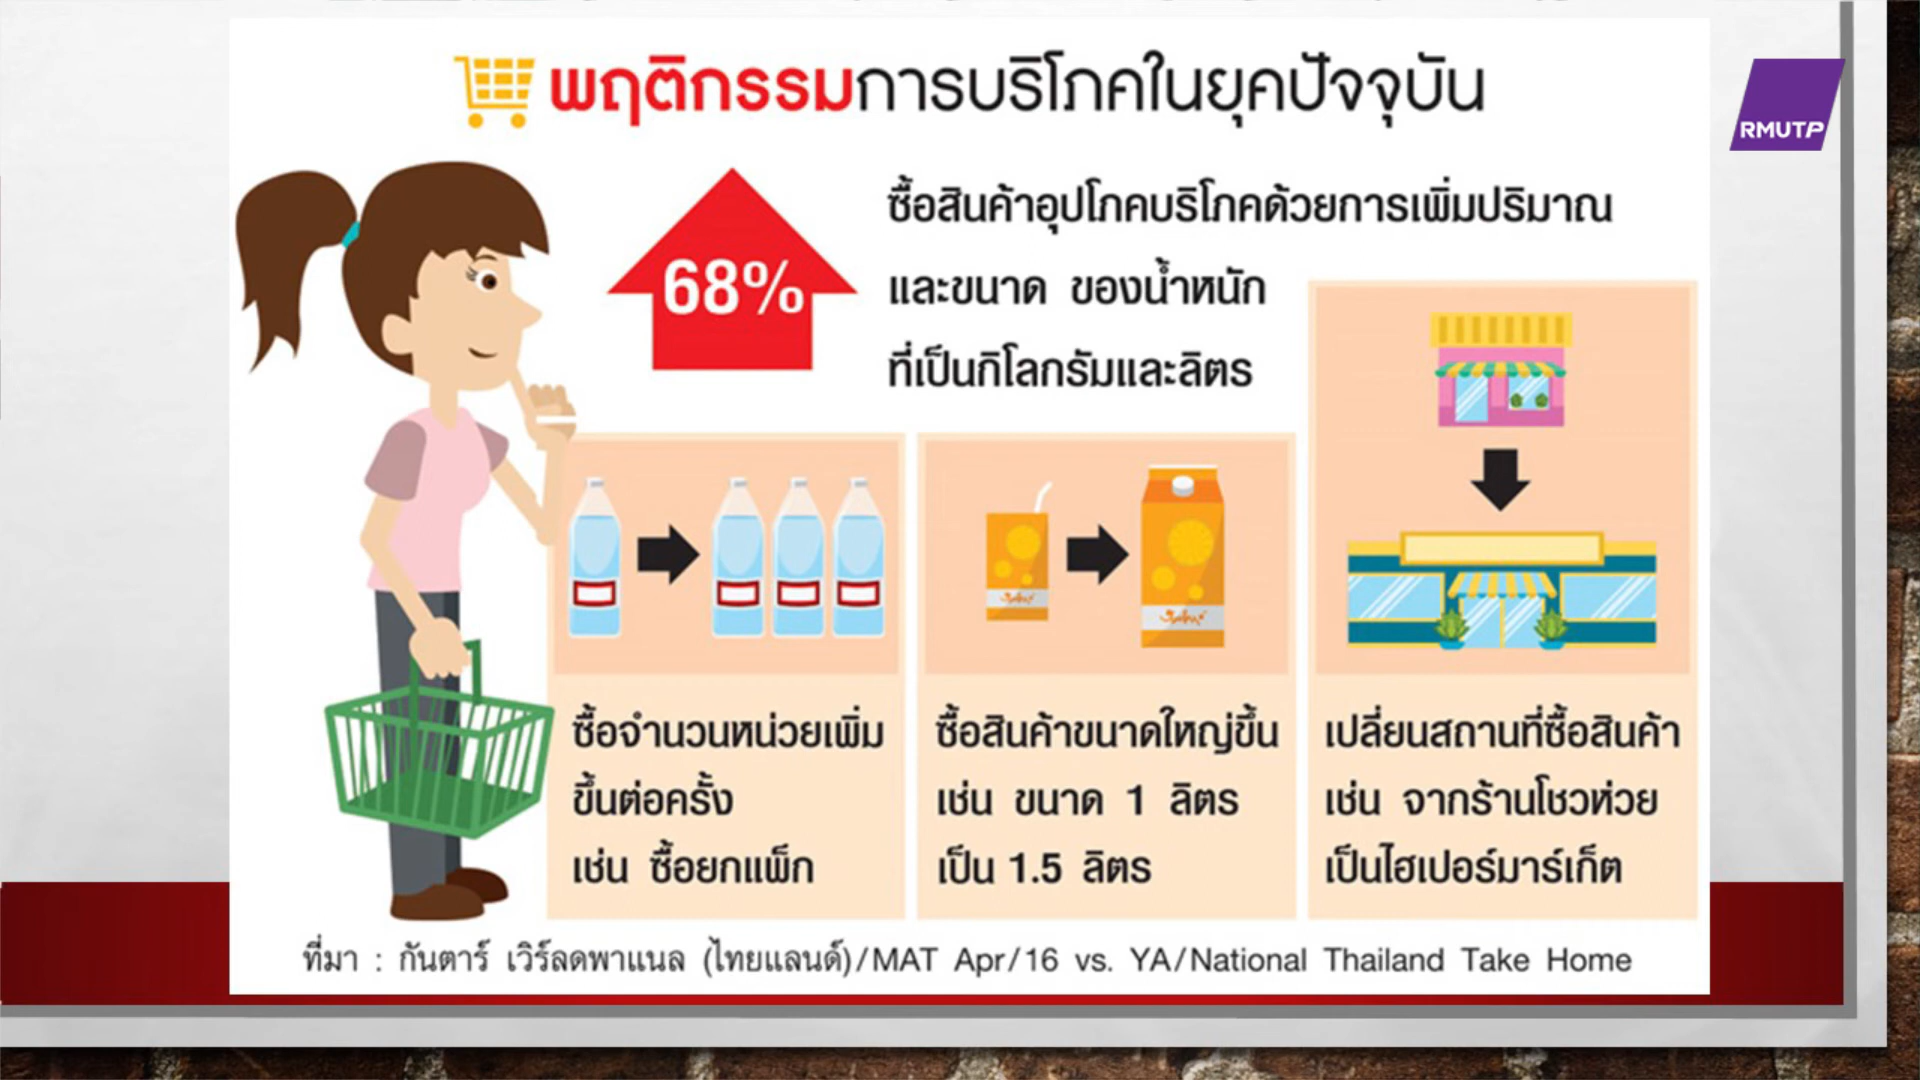 พฤติกรรมการบริโภคในยุคปัจจุบัน
RMUTP
68%
ซื้อสินค้าอุปโภคบริโภคด้วยการเพิ่มปริมาณ
และขนาด ของน้ำหนัก
ที่เป็นกิโลกรัมและลิตร
ซื้อจำนวนหน่วยเพิ่ม
ขึ้นต่อครั้ง
เช่น ซื้อยกแพ็ก
ซื้อสินค้าขนาดใหญ่ขึ้น
เช่น ขนาด 1 ลิตร
เป็น 1.5 ลิตร
เปลี่ยนสถานที่ซื้อสินค้า
เช่น จากร้านโชวห่วย
เป็นไฮเปอร์มาร์เก็ต
ที่มา : กันตาร์ เวิร์ลดพาแนล (ไทยแลนด์)/MAT Apr/16 vs. YA/National Thailand Take Home